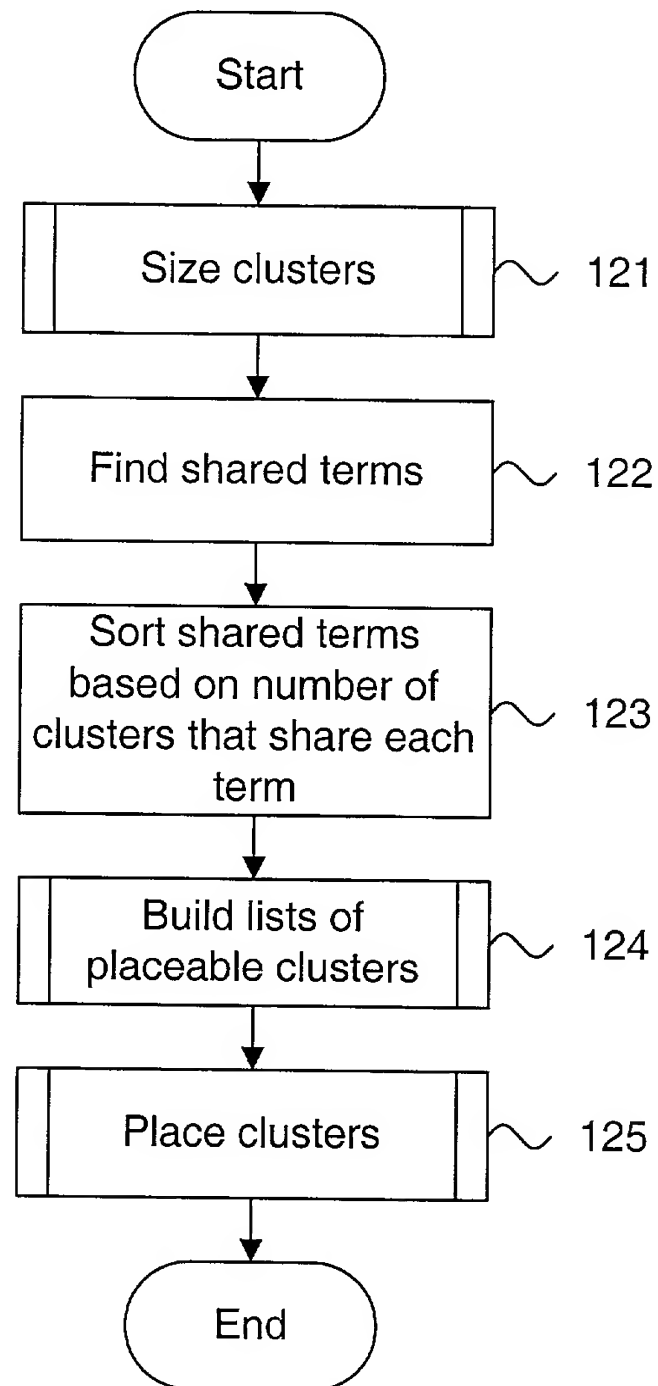 Start
Size clusters
121
Find shared terms
122
Sort shared terms
based on number of
clusters that share each
term
123
Build lists of
placeable clusters
124
Place clusters
125
End